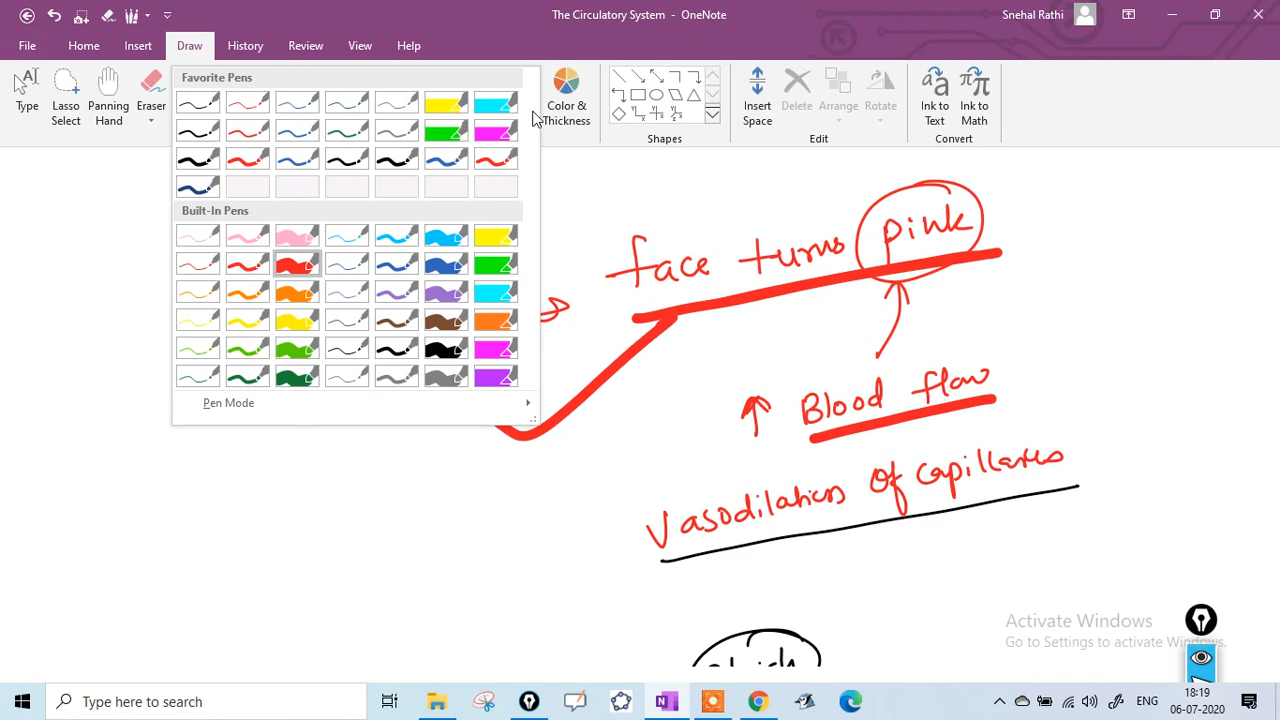 The Circulatory System - OneNote
Snehal Rathi
File Home Insert Draw History Review View Help
Type
Lasso Select
Panning Hand
Eraser
Favorite Pens
Built-In Pens
Pen Mode
Color & Thickness
Shapes
Insert Space
Delete
Arrange
Rotate
Edit
Ink to Text
Ink to Math
Convert
face turns pink
Blood flow
Vasodilation of capillaries
Activate Windows
Go to Settings to activate Windows.
Type here to search
ENG
18:19
06-07-2020